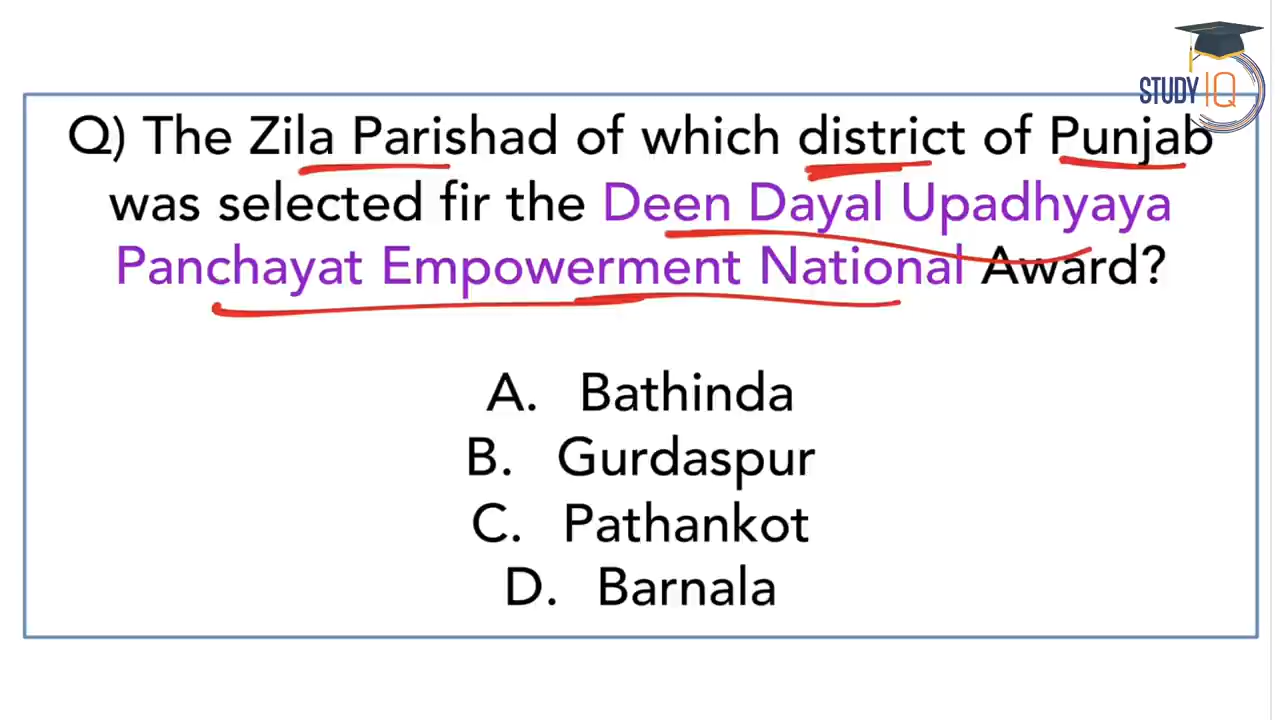 STUDY IQ
Q) The Zila Parishad of which district of Punjab
was selected fir the Deen Dayal Upadhyaya
Panchayat Empowerment National Award?
A. Bathinda
B. Gurdaspur
C. Pathankot
D. Barnala